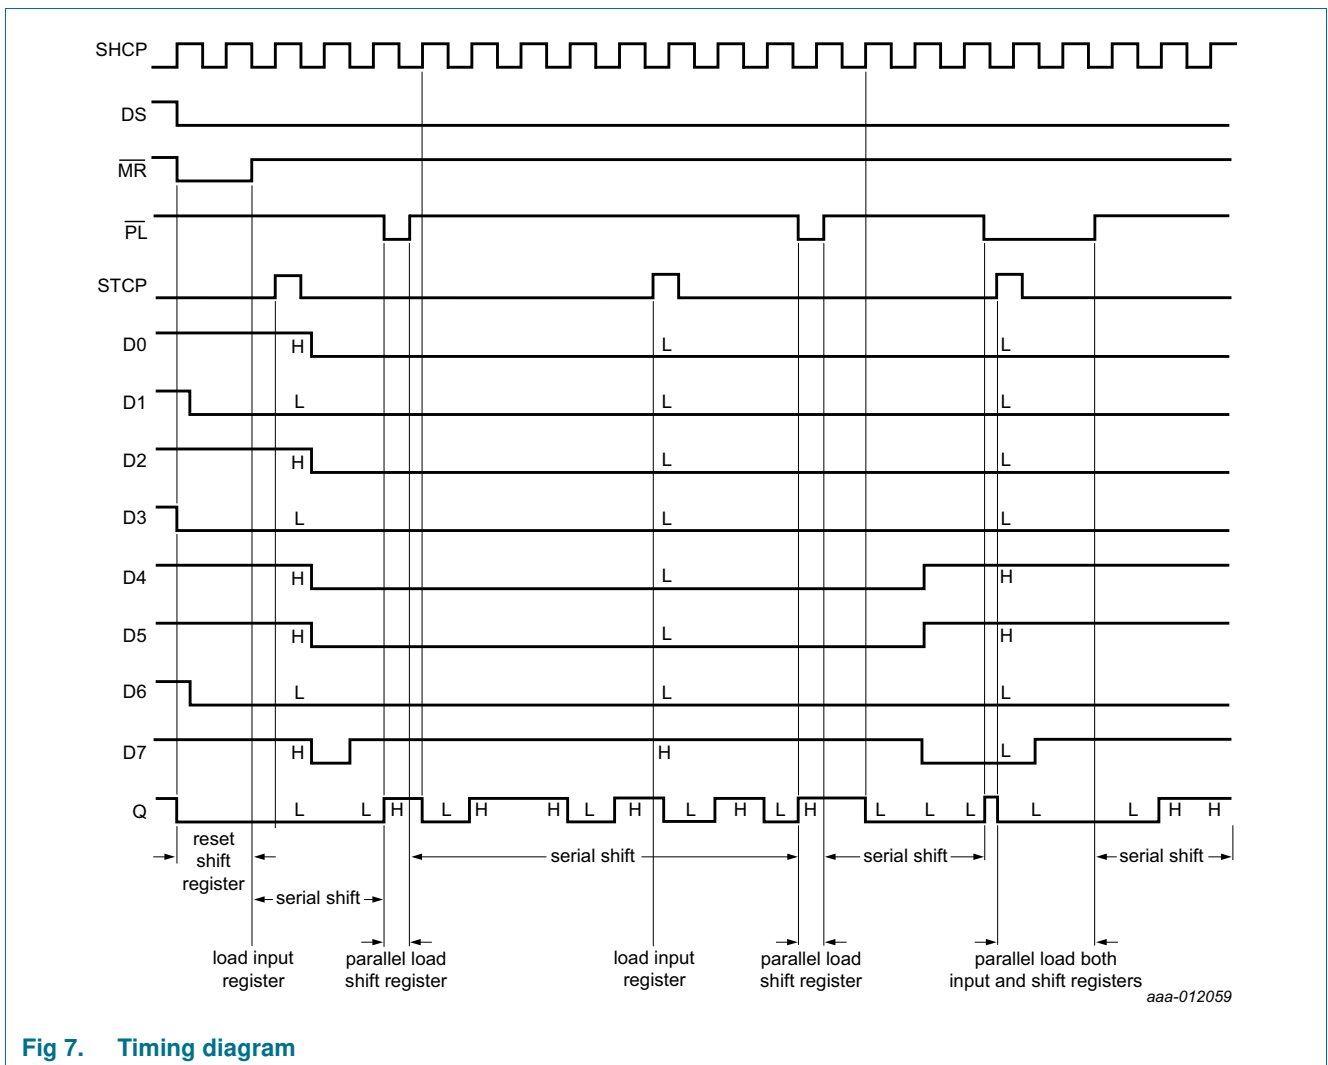 SHCP
DS
MR
PL
STCP
D0 H L L
D1 L L L
D2 H L L
D3 L L L
D4 H L H
D5 H L H
D6 L L L
D7 H H L
Q L L H L H H L H L H L H L L L L L H H
reset
shift
register
serial shift
serial shift
serial shift
serial shift
load input
register
parallel load
shift register
load input
register
parallel load
shift register
parallel load both
input and shift registers
aaa-012059
Fig 7. Timing diagram